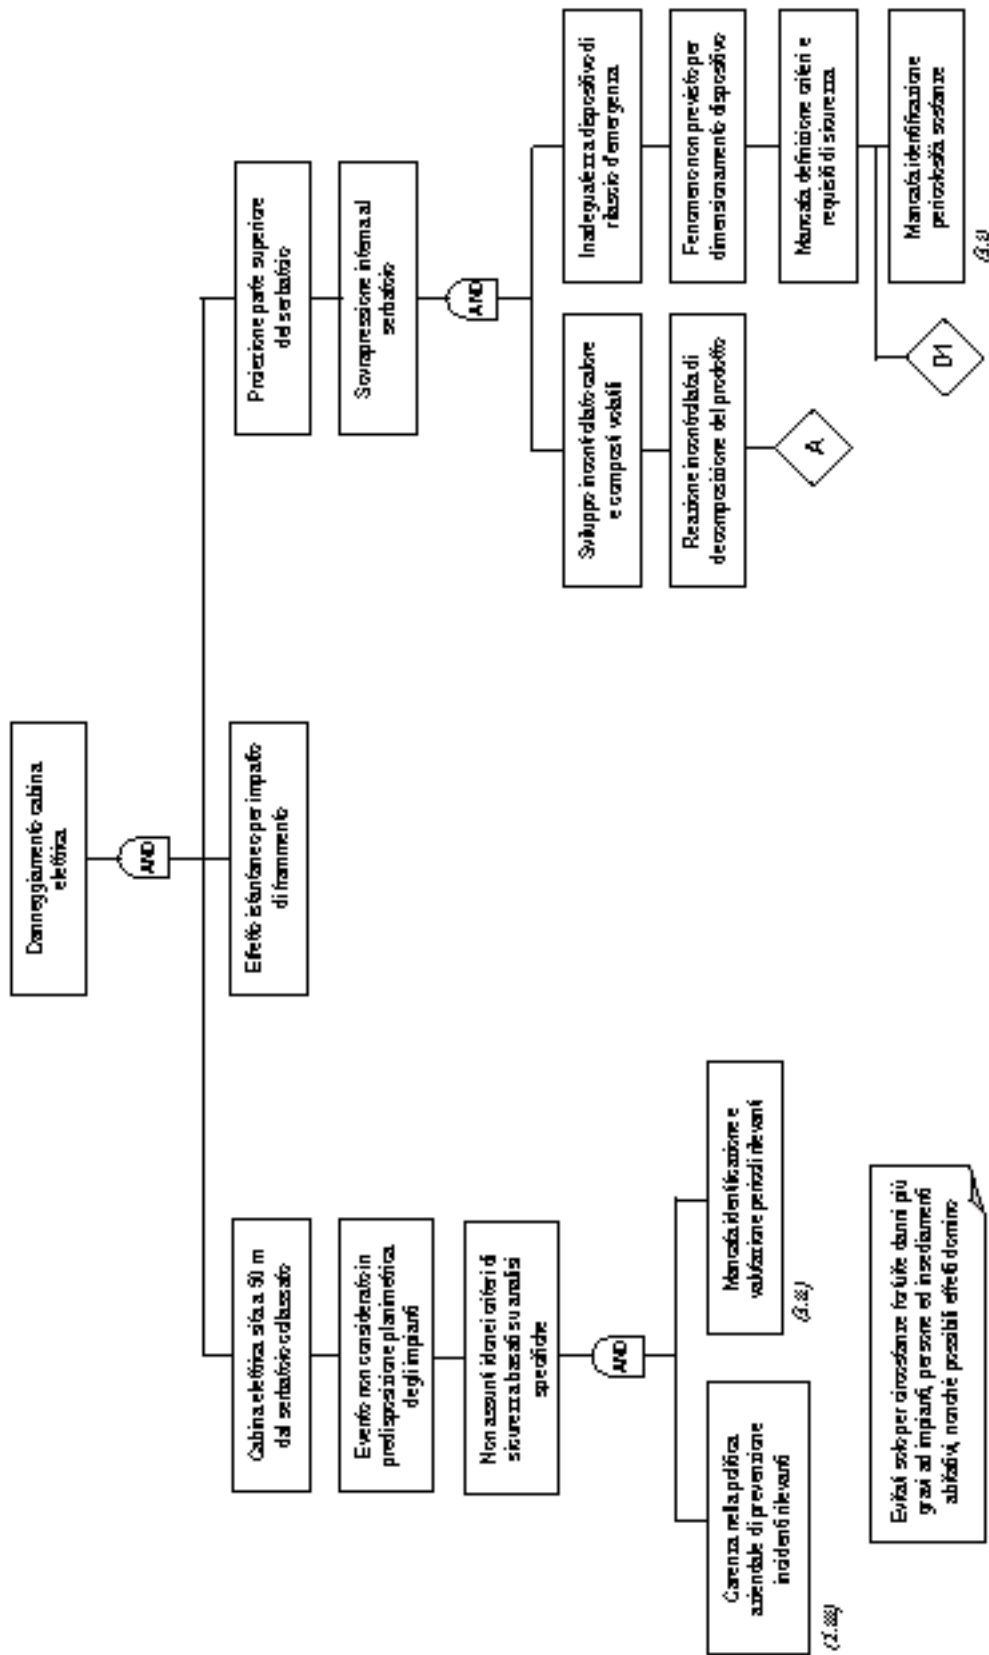 Danneggiamento cabina
elettrica
AND
Cabina elettrica sita a 50 m
dal serbatoio collassato
Evento non considerato in
predisposizione planimetrica
degli impianti
Non assunti idonei criteri di
sicurezza basati su analisi
specifiche
AND
Carenza nella politica
aziendale di prevenzione
incidenti rilevanti
Mancata identificazione e
valutazione pericoli rilevanti
Evitati solo per circostanze fortuite danni più
gravi ad impianti, persone ed insediamenti
abitativi, nonché possibili effetti domino
Effetto istantaneo per impatto
di frammento
Proiezione parte superiore
del serbatoio
Sovrapressione interna al
serbatoio
AND
Sviluppo incontrollato calore
e composti volatili
Reazione incontrollata di
decomposizione del prodotto
A
Inadeguatezza dispositivo di
rilascio d'emergenza
Fenomeno non previsto per
dimensionamento dispositivo
Mancata definizione criteri e
requisiti di sicurezza
D1
Mancata identificazione
pericolosità sostanze